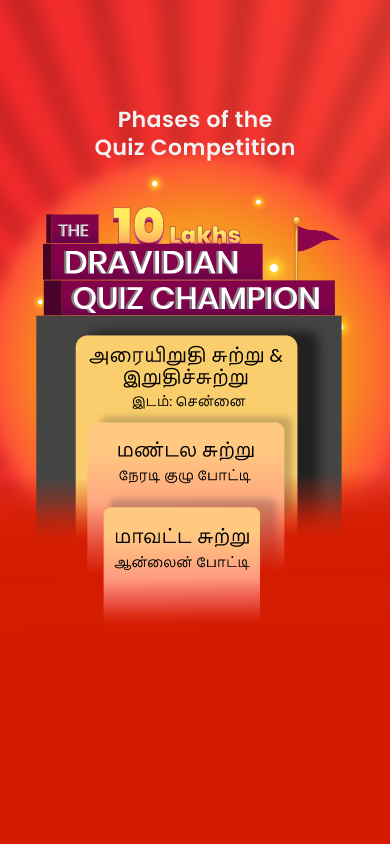 Phases of the
Quiz Competition
THE 10 Lakhs
DRAVIDIAN
QUIZ CHAMPION
அரையிறுதி சுற்று &
இறுதிச்சுற்று
இடம்: சென்னை
மண்டல சுற்று
நேரடி குழு போட்டி
மாவட்ட சுற்று
ஆன்லைன் போட்டி